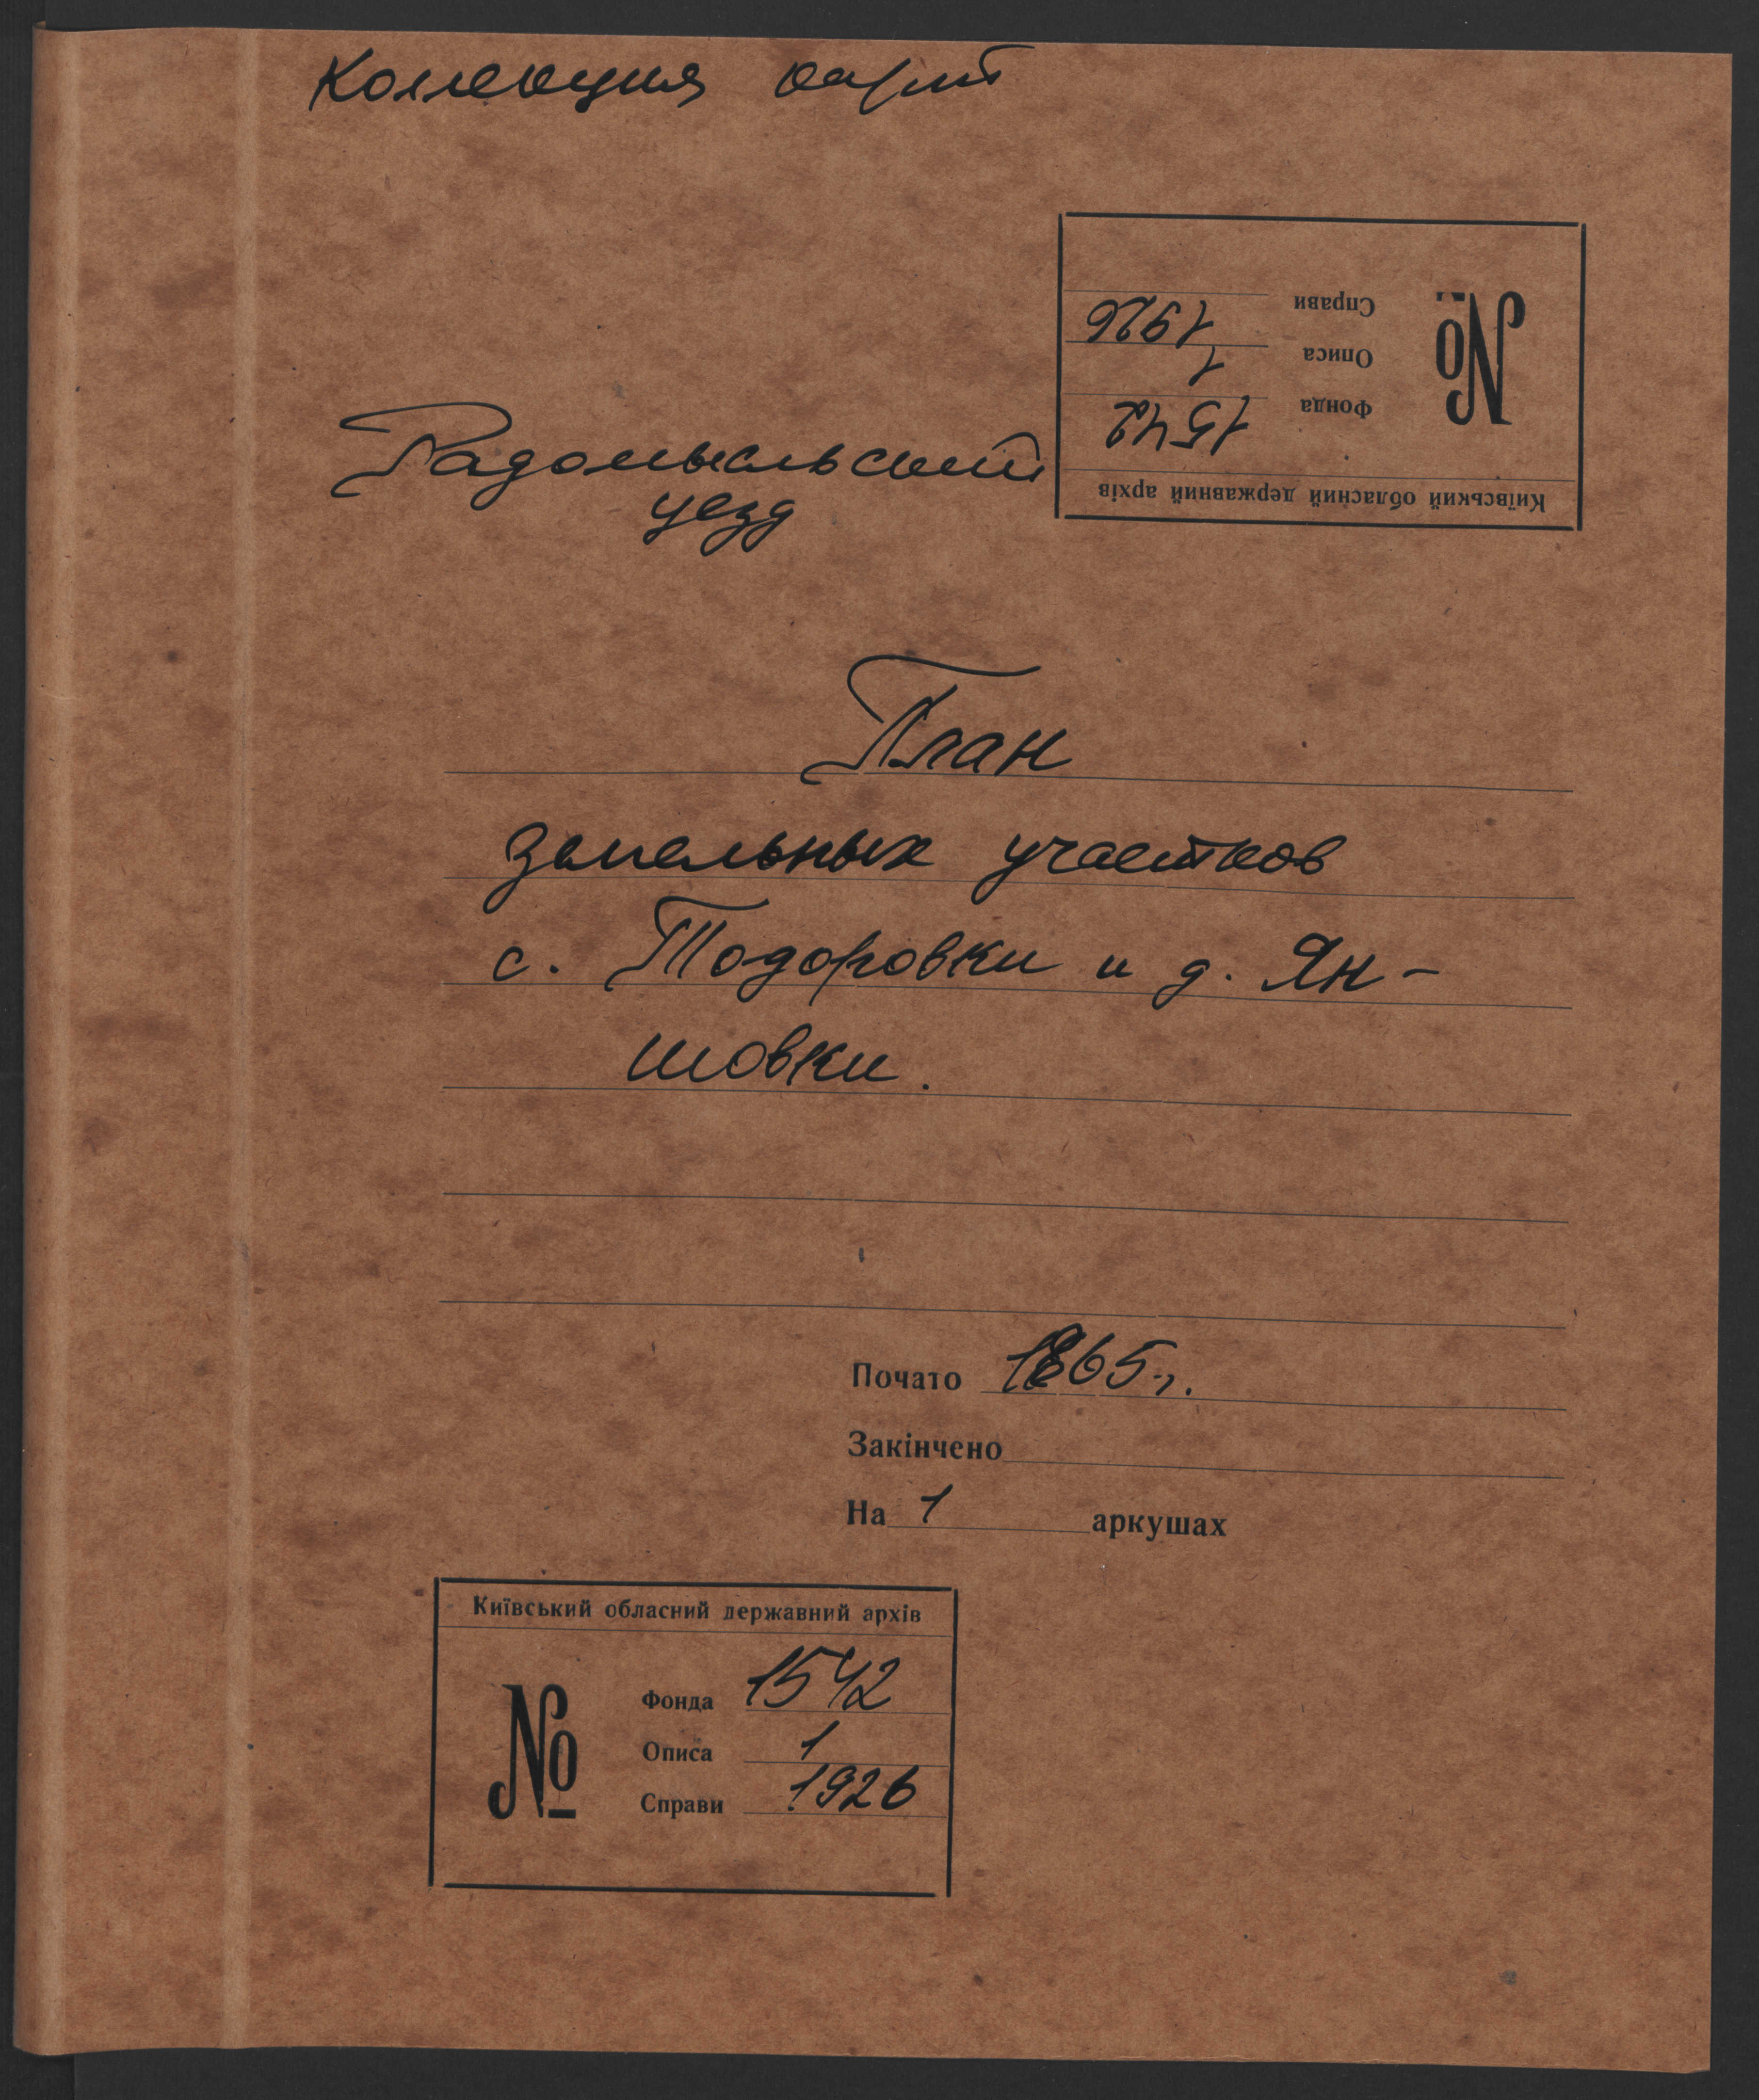 Коллекция карт
Київський обласний державний архів
№
Фонда 1542
Описа 1
Справи 1926
Радомысльский
уезд
План
земельных участков
с. Тодоровки и д. Ян-
шовки.
Почато 1865 г.
Закінчено
На 1 аркушах
Київський обласний державний архів
№
Фонда 1542
Описа 1
Справи 1926